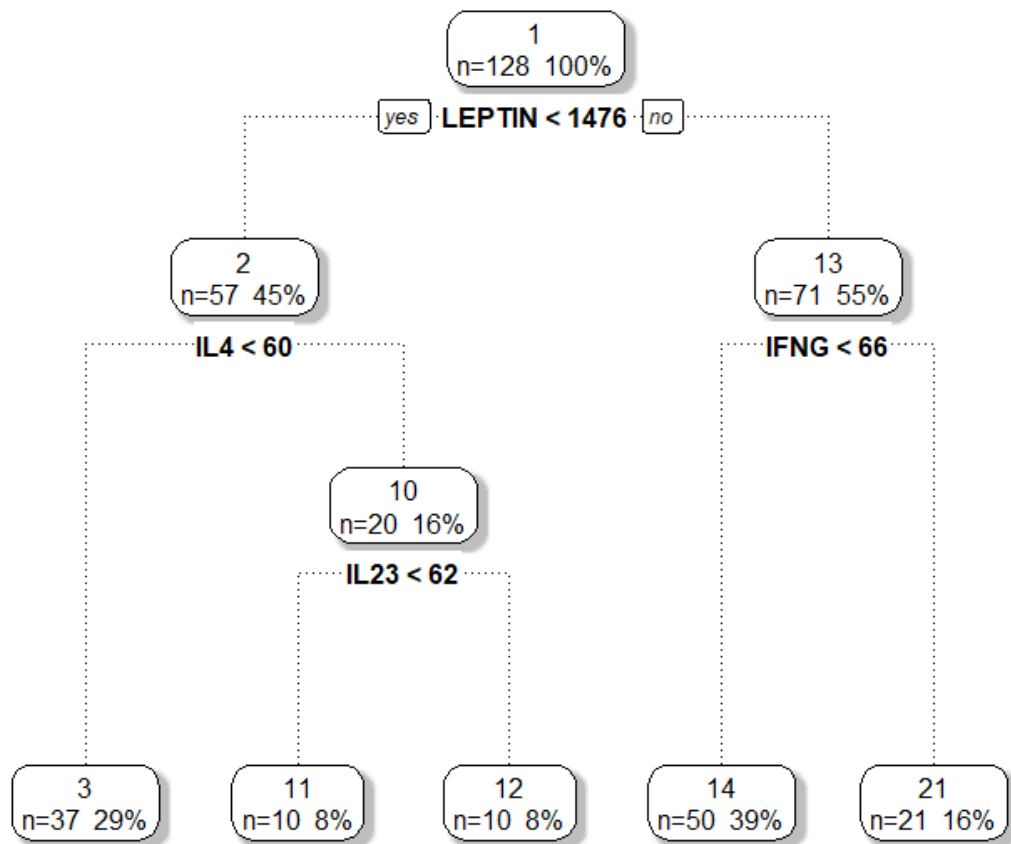 1
n=128 100%
yes LEPTIN < 1476 no
2
n=57 45%
13
n=71 55%
IL4 < 60
IFNG < 66
10
n=20 16%
IL23 < 62
3
n=37 29%
11
n=10 8%
12
n=10 8%
14
n=50 39%
21
n=21 16%